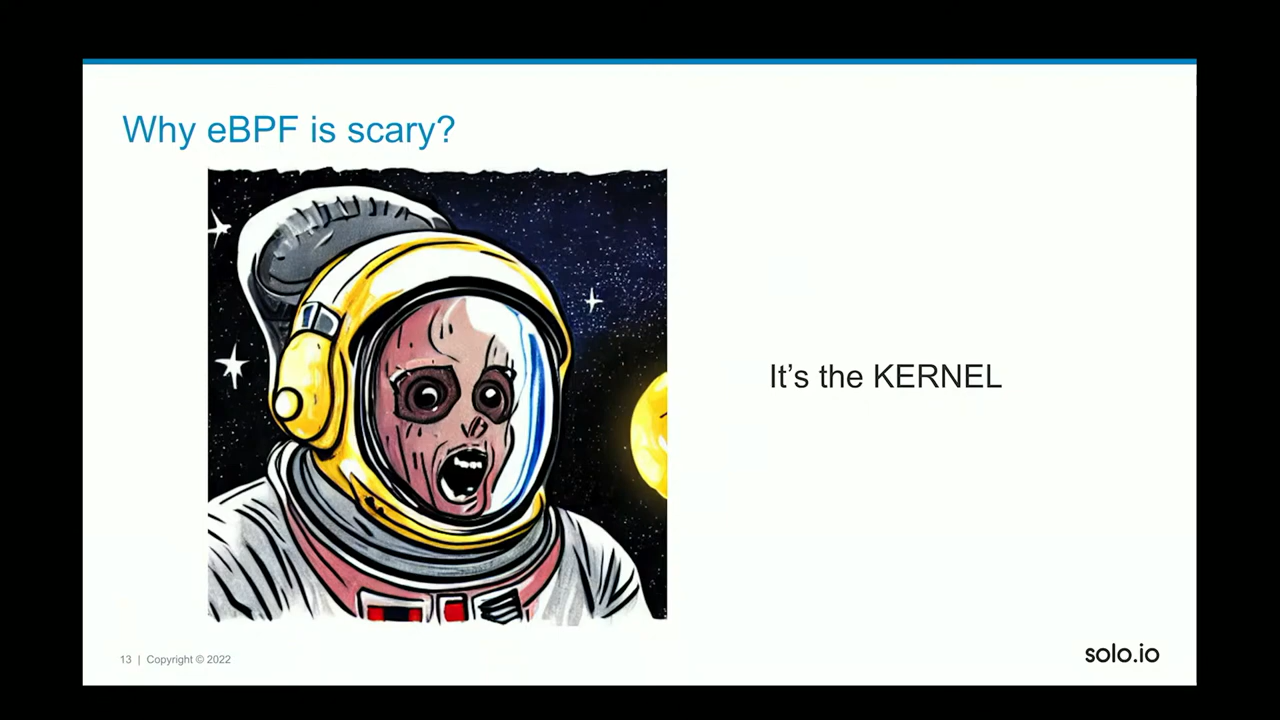 Why eBPF is scary?
It's the KERNEL
13 | Copyright © 2022
solo.io